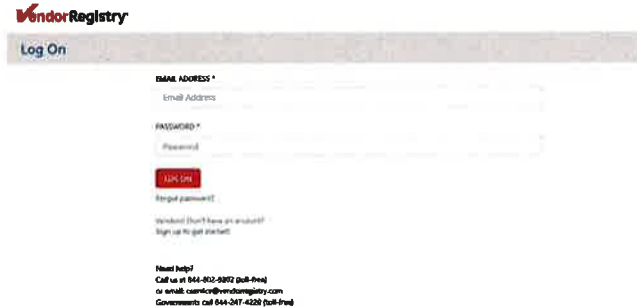 VendorRegistry
Log On
EMAIL ADDRESS *
Email Address
PASSWORD *
Password
LOG ON
Forgot password?
Vendors! Don't have an account?
Sign up to get started!
Need help?
Call us at 844-802-9202 (toll-free)
or email: cservice@vendorregistry.com
Governments call 844-247-4220 (toll-free)